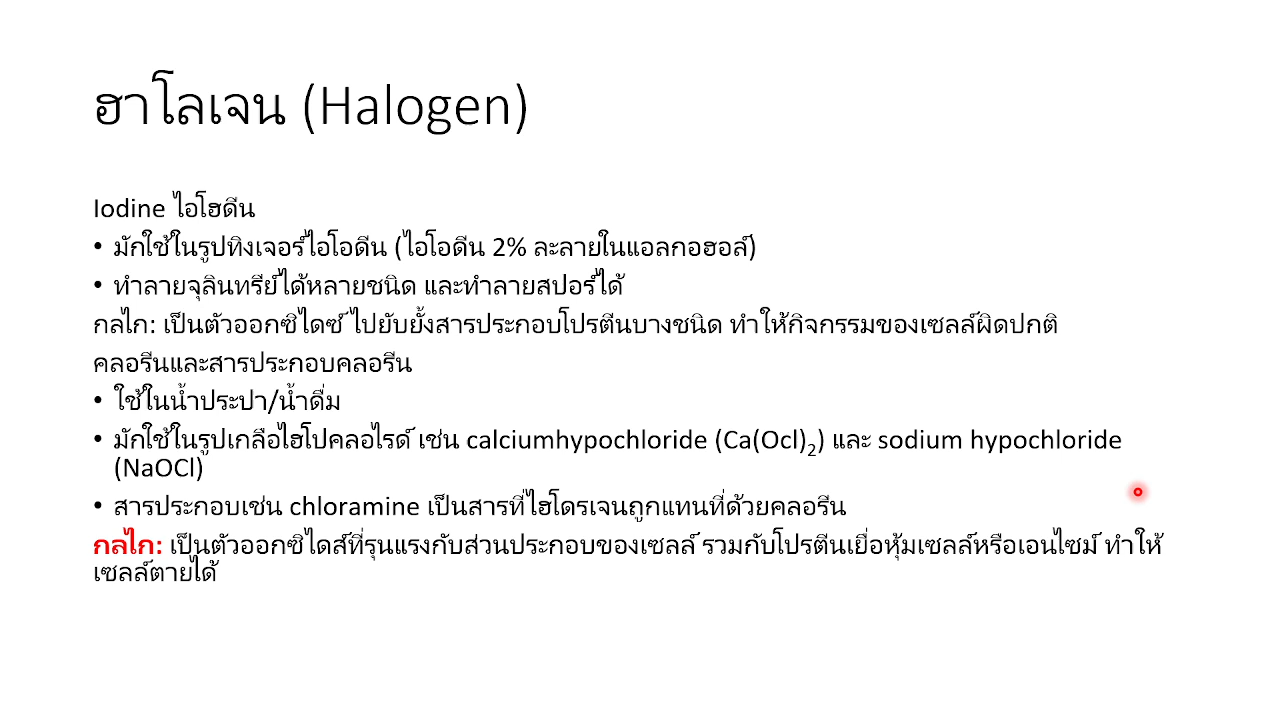 ฮาโลเจน (Halogen)
Iodine ไอโฮดีน
• มักใช้ในรูปทิงเจอร์ไอโอดีน (ไอโอดีน 2% ละลายในแอลกอฮอล์)
• ทำลายจุลินทรีย์ได้หลายชนิด และทำลายสปอร์ได้
กลไก: เป็นตัวออกซิไดซ์ ไปยับยั้งสารประกอบโปรตีนบางชนิด ทำให้กิจกรรมของเซลล์ผิดปกติ
คลอรีนและสารประกอบคลอรีน
• ใช้ในน้ำประปา/น้ำดื่ม
• มักใช้ในรูปเกลือไฮโปคลอไรด์ เช่น calciumhypochloride (Ca(Ocl)₂) และ sodium hypochloride
(NaOCl)
• สารประกอบเช่น chloramine เป็นสารที่ไฮโดรเจนถูกแทนที่ด้วยคลอรีน
กลไก: เป็นตัวออกซิไดส์ที่รุนแรงกับส่วนประกอบของเซลล์ รวมกับโปรตีนเยื่อหุ้มเซลล์หรือเอนไซม์ ทำให้
เซลล์ตายได้